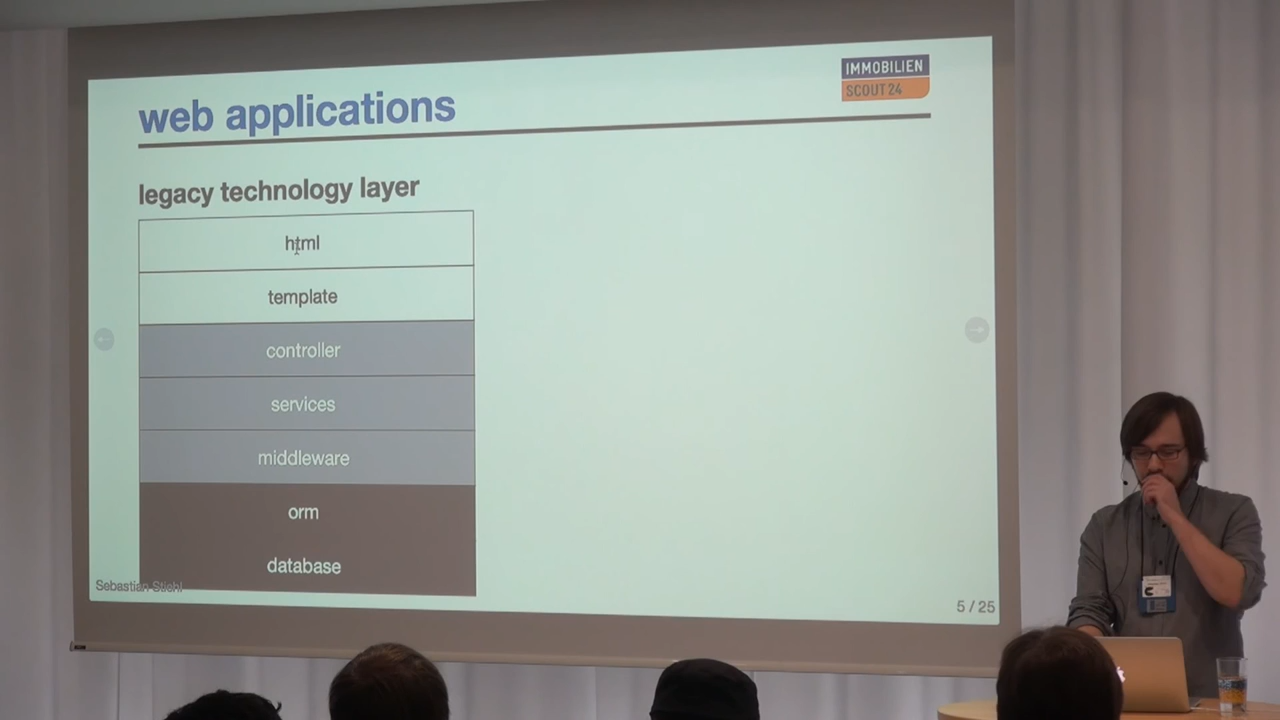 IMMOBILIEN
SCOUT24
web applications
legacy technology layer
html
template
controller
services
middleware
orm
database
Sebastian Stiehl
5 / 25